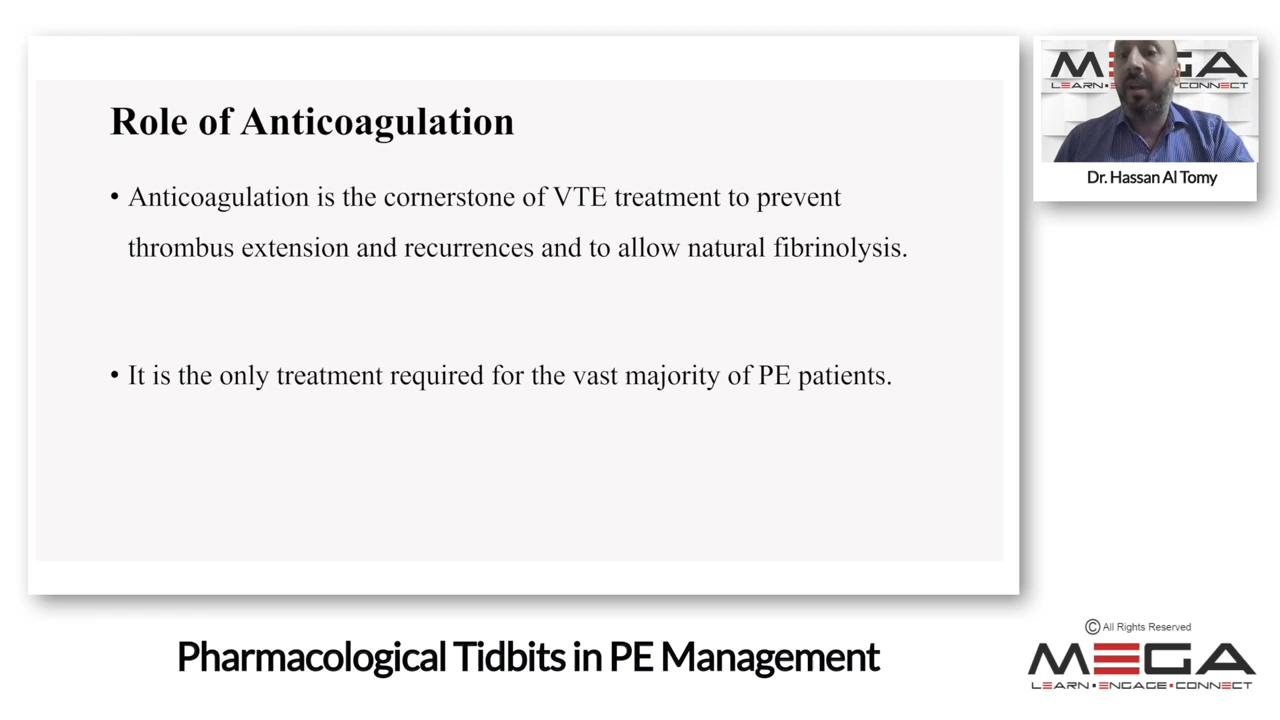 Role of Anticoagulation
• Anticoagulation is the cornerstone of VTE treatment to prevent
thrombus extension and recurrences and to allow natural fibrinolysis.
• It is the only treatment required for the vast majority of PE patients.
Dr. Hassan Al Tomy
Pharmacological Tidbits in PE Management
© All Rights Reserved
MEGA
LEARN • ENGAGE • CONNECT